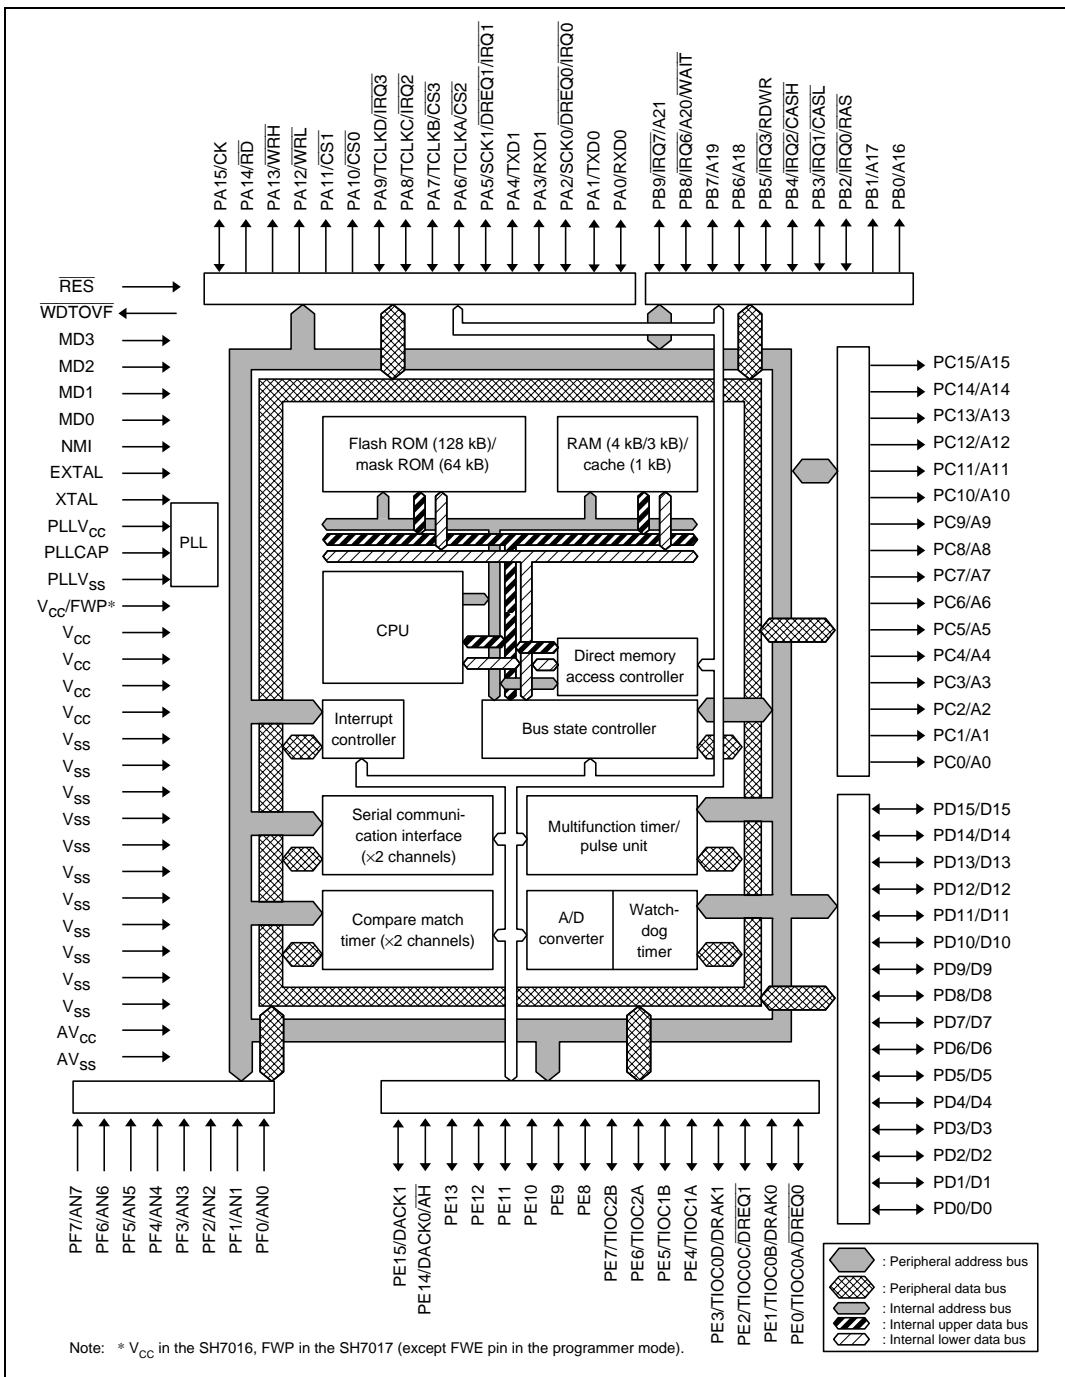 PA15/CK
PA14/RD
PA13/WRH
PA12/WRL
PA11/CS1
PA10/CS0
PA9/TCLKD/IRQ3
PA8/TCLKC/IRQ2
PA7/TCLKB/CS3
PA6/TCLKA/CS2
PA5/SCK1/DREQ1/IRQ1
PA4/TXD1
PA3/RXD1
PA2/SCK0/DREQ0/IRQ0
PA1/TXD0
PA0/RXD0
PB9/IRQ7/A21
PB8/IRQ6/A20/WAIT
PB7/A19
PB6/A18
PB5/IRQ3/RDWR
PB4/IRQ2/CASH
PB3/IRQ1/CASL
PB2/IRQ0/RAS
PB1/A17
PB0/A16
RES
WDTOVF
MD3
MD2
MD1
MD0
NMI
EXTAL
XTAL
PLLVCC
PLLCAP
PLLVSS
PLL
VCC/FWP*
VCC
VCC
VCC
VCC
VSS
VSS
VSS
Vss
Vss
VSS
VSS
VSS
VSS
VSS
VSS
AVCC
AVSS
Flash ROM (128 kB)/
mask ROM (64 kB)
RAM (4 kB/3 kB)/
cache (1 kB)
CPU
Direct memory
access controller
Interrupt
controller
Bus state controller
Serial communi-
cation interface
(×2 channels)
Multifunction timer/
pulse unit
Compare match
timer (×2 channels)
A/D
converter
Watch-
dog
timer
PC15/A15
PC14/A14
PC13/A13
PC12/A12
PC11/A11
PC10/A10
PC9/A9
PC8/A8
PC7/A7
PC6/A6
PC5/A5
PC4/A4
PC3/A3
PC2/A2
PC1/A1
PC0/A0
PD15/D15
PD14/D14
PD13/D13
PD12/D12
PD11/D11
PD10/D10
PD9/D9
PD8/D8
PD7/D7
PD6/D6
PD5/D5
PD4/D4
PD3/D3
PD2/D2
PD1/D1
PD0/D0
PF7/AN7
PF6/AN6
PF5/AN5
PF4/AN4
PF3/AN3
PF2/AN2
PF1/AN1
PF0/AN0
PE15/DACK1
PE14/DACK0/AH
PE13
PE12
PE11
PE10
PE9
PE8
PE7/TIOC2B
PE6/TIOC2A
PE5/TIOC1B
PE4/TIOC1A
PE3/TIOC0D/DRAK1
PE2/TIOC0C/DREQ1
PE1/TIOC0B/DRAK0
PE0/TIOC0A/DREQ0
: Peripheral address bus
: Peripheral data bus
: Internal address bus
: Internal upper data bus
: Internal lower data bus
Note: * VCC in the SH7016, FWP in the SH7017 (except FWE pin in the programmer mode).